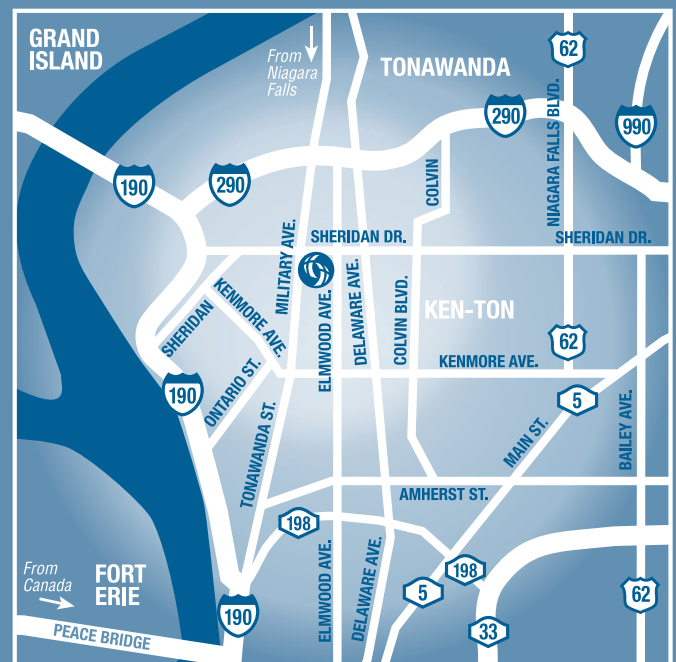 GRAND
ISLAND
From
Niagara
Falls
TONAWANDA
62
290
990
NIAGARA FALLS BLVD.
190
290
COLVIN
MILITARY AVE.
SHERIDAN DR.
SHERIDAN DR.
KENMORE AVE.
SHERIDAN
ELMWOOD AVE.
DELAWARE AVE.
COLVIN BLVD.
KEN-TON
62
KENMORE AVE.
190
ONTARIO ST.
5
TONAWANDA ST.
MAIN ST.
BAILEY AVE.
AMHERST ST.
198
ELMWOOD AVE.
DELAWARE AVE.
198
5
62
From
Canada
FORT
ERIE
190
33
PEACE BRIDGE